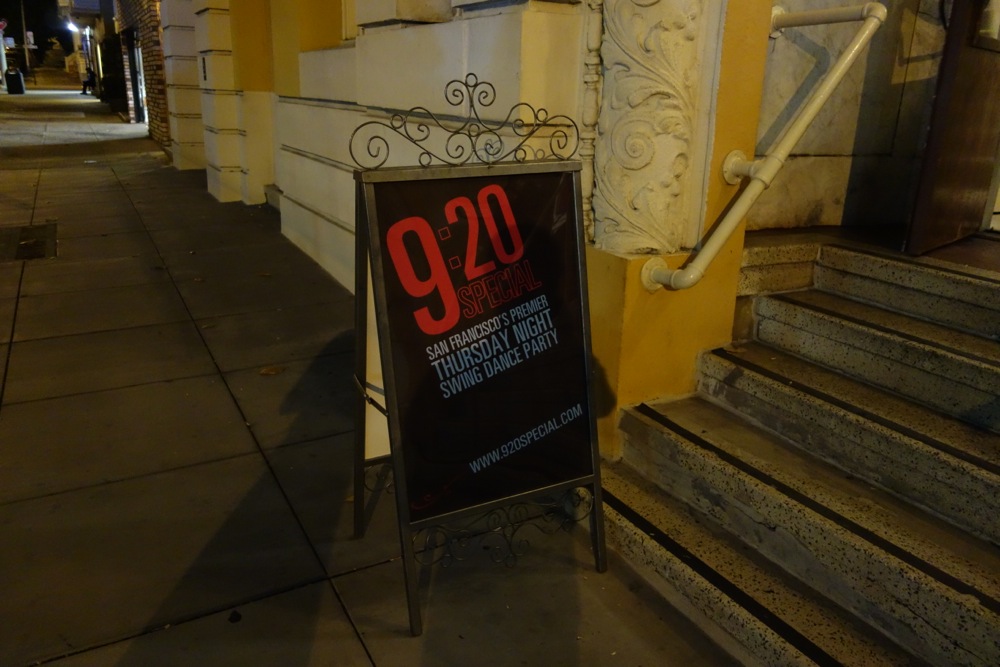 9:20
SPECIAL
SAN FRANCISCO'S PREMIER
THURSDAY NIGHT
SWING DANCE PARTY
WWW.920SPECIAL.COM